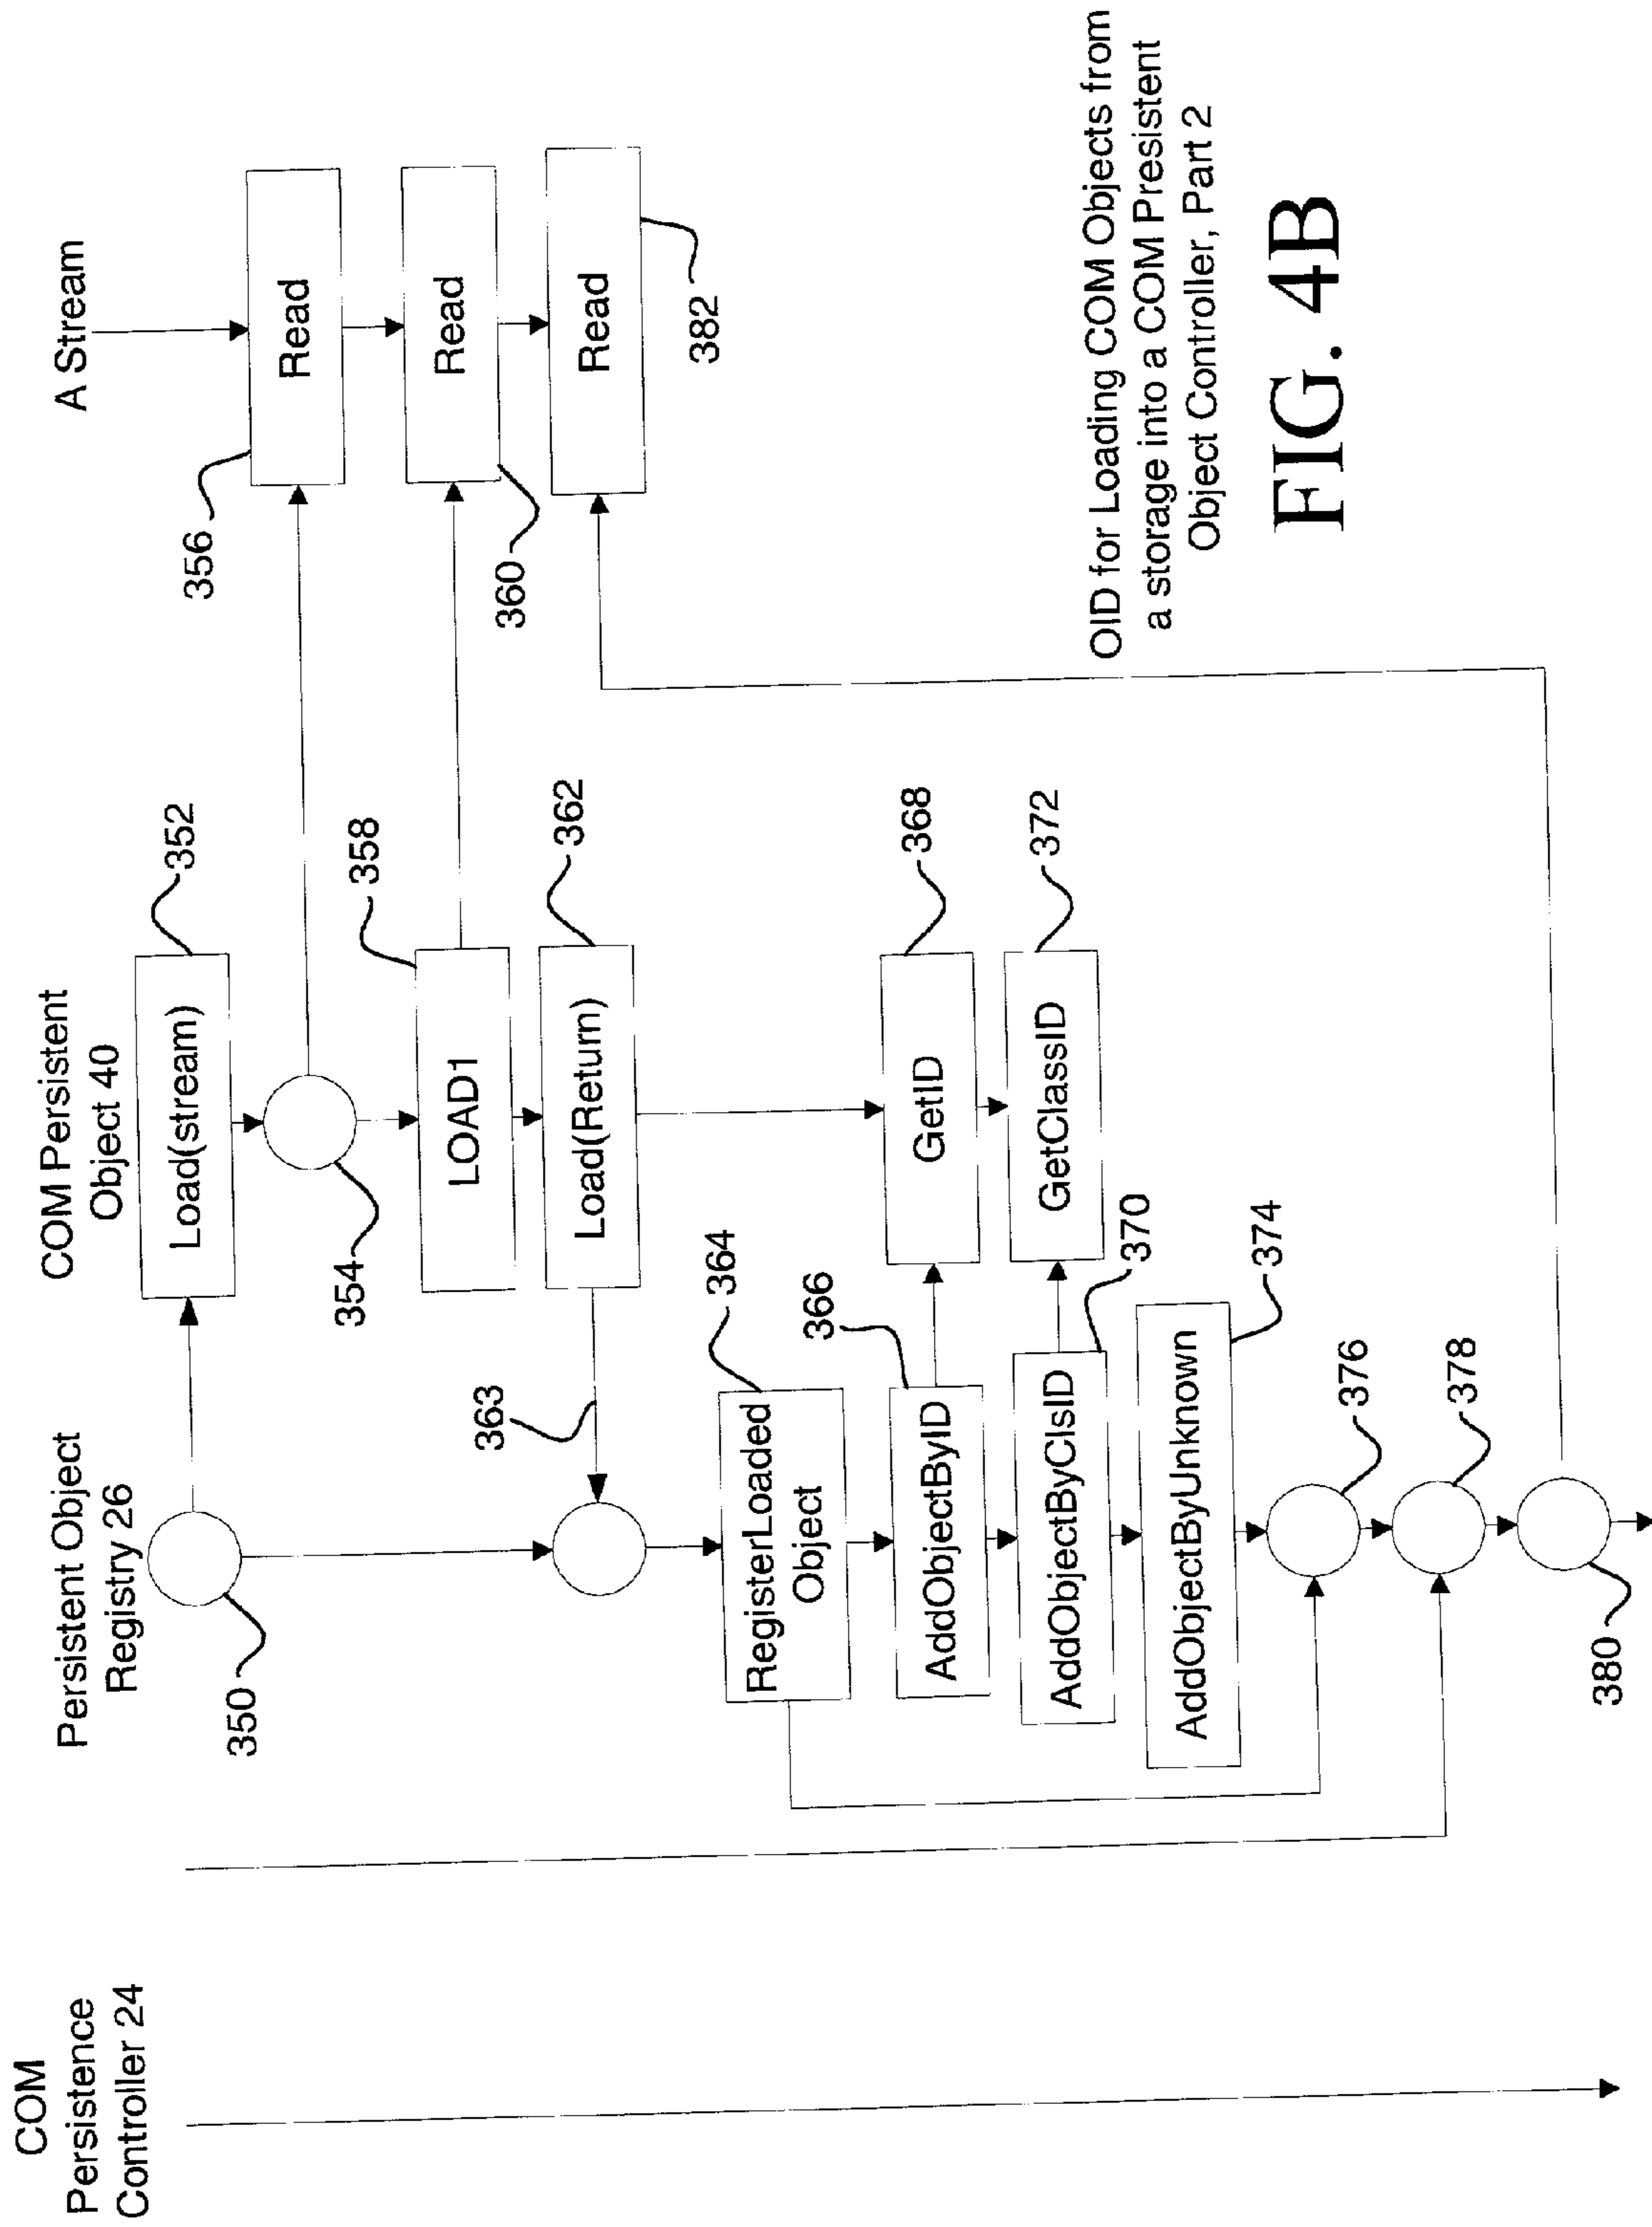 COM
Persistence
Controller 24
Persistent Object
Registry 26
COM Persistent
Object 40
A Stream
350
Load(stream)
352
354
356
Read
358
LOAD1
360
Read
362
Load(Return)
363
382
Read
364
RegisterLoaded
Object
366
AddObjectByID
368
GetID
370
AddObjectByClsID
372
GetClassID
374
AddObjectByUnknown
376
378
380
OID for Loading COM Objects from
a storage into a COM Presistent
Object Controller, Part 2
FIG. 4B